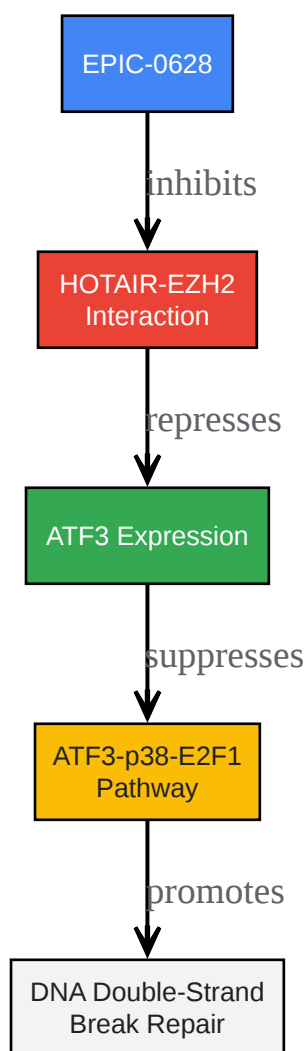 EPIC-0628
inhibits
HOTAIR-EZH2
Interaction
represses
ATF3 Expression
suppresses
ATF3-p38-E2F1
Pathway
promotes
DNA Double-Strand
Break Repair